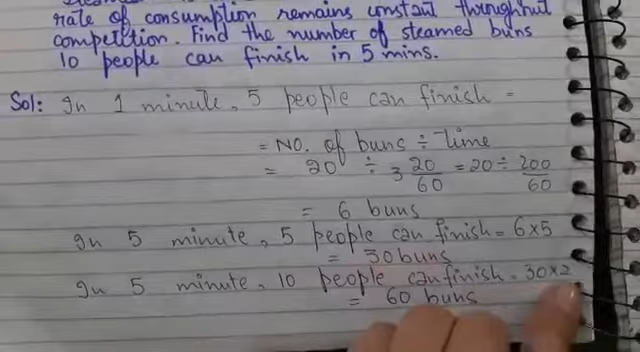 rate of consumption remains constant throughout
competition. Find the number of steamed buns
10 people can finish in 5 mins.
Sol: In 1 minute, 5 people can finish =
= NO. of buns ÷ Time
= 20 ÷ 3 20/60 = 20 ÷ 200/60
= 6 buns
In 5 minute, 5 people can finish = 6×5
= 30 buns
In 5 minute, 10 people can finish = 30×2
= 60 buns